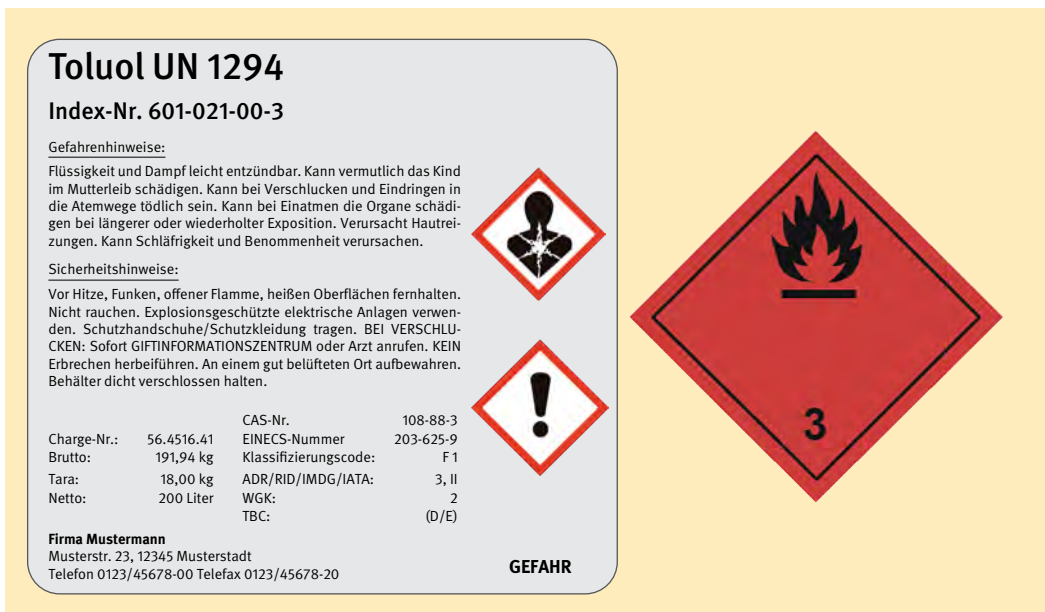 Toluol UN 1294
Index-Nr. 601-021-00-3
Gefahrenhinweise:
Flüssigkeit und Dampf leicht entzündbar. Kann vermutlich das Kind
im Mutterleib schädigen. Kann bei Verschlucken und Eindringen in
die Atemwege tödlich sein. Kann bei Einatmen die Organe schädi-
gen bei längerer oder wiederholter Exposition. Verursacht Hautrei-
zungen. Kann Schläfrigkeit und Benommenheit verursachen.
Sicherheitshinweise:
Vor Hitze, Funken, offener Flamme, heißen Oberflächen fernhalten.
Nicht rauchen. Explosionsgeschützte elektrische Anlagen verwen-
den. Schutzhandschuhe/Schutzkleidung tragen. BEI VERSCHLU-
CKEN: Sofort GIFTINFORMATIONSZENTRUM oder Arzt anrufen. KEIN
Erbrechen herbeiführen. An einem gut belüfteten Ort aufbewahren.
Behälter dicht verschlossen halten.
CAS-Nr. 108-88-3
Charge-Nr.: 56.4516.41 EINECS-Nummer 203-625-9
Brutto: 191,94 kg Klassifizierungscode: F 1
Tara: 18,00 kg ADR/RID/IMDG/IATA: 3, II
Netto: 200 Liter WGK: 2
TBC: (D/E)
Firma Mustermann
Musterstr. 23, 12345 Musterstadt
Telefon 0123/45678-00 Telefax 0123/45678-20
GEFAHR
3